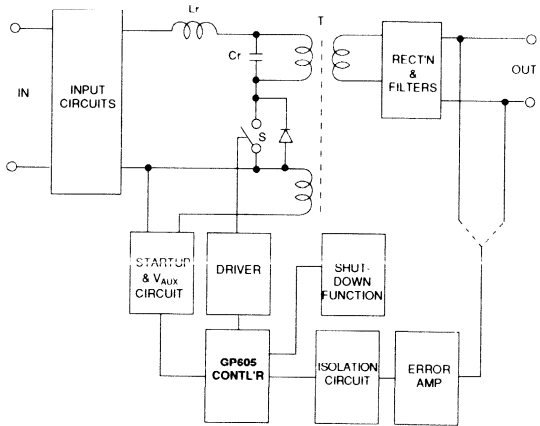 Lr
T
Cr
RECT'N
&
FILTERS
IN
INPUT
CIRCUITS
OUT
S
STARTUP
& VAUX
CIRCUIT
DRIVER
SHUT-
DOWN
FUNCTION
GP605
CONTL'R
ISOLATION
CIRCUIT
ERROR
AMP